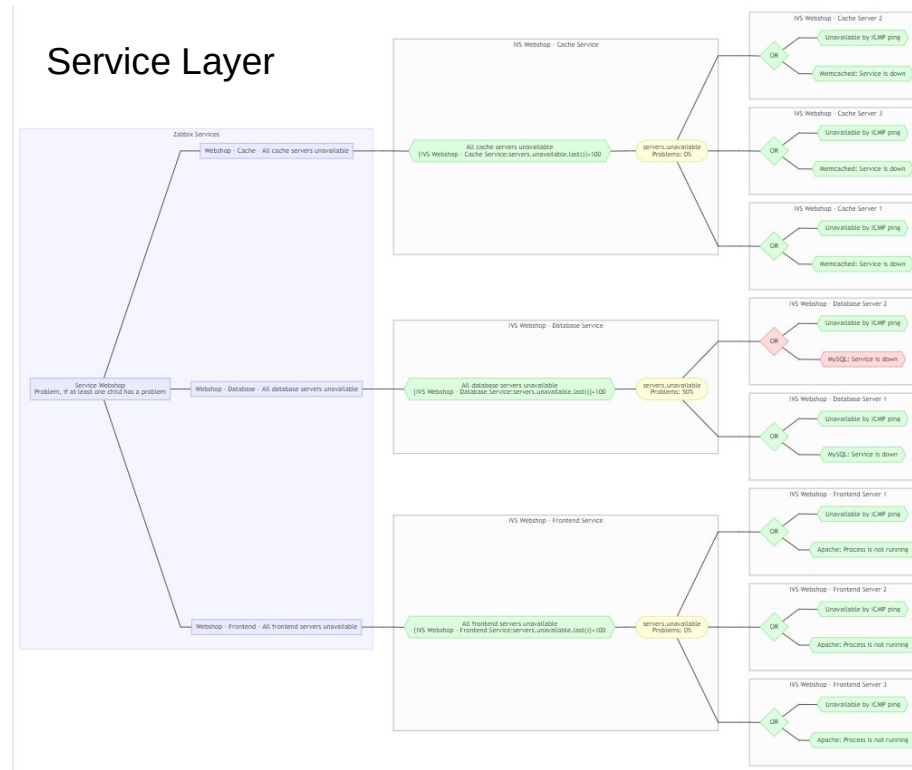 Service Layer
Zabbix Services
Service Webshop
Problem, if at least one child has a problem
Webshop - Cache - All cache servers unavailable
Webshop - Database - All database servers unavailable
Webshop - Frontend - All frontend servers unavailable
IVS Webshop - Cache Service
All cache servers unavailable
{IVS Webshop - Cache Service:servers.unavailable.last()}=100
servers.unavailable
Problems: 0%
IVS Webshop - Database Service
All database servers unavailable
{IVS Webshop - Database Service:servers.unavailable.last()}=100
servers.unavailable
Problems: 50%
IVS Webshop - Frontend Service
All frontend servers unavailable
{IVS Webshop - Frontend Service:servers.unavailable.last()}=100
servers.unavailable
Problems: 0%
IVS Webshop - Cache Server 2
OR
Unavailable by ICMP ping
Memcached: Service is down
IVS Webshop - Cache Server 3
OR
Unavailable by ICMP ping
Memcached: Service is down
IVS Webshop - Cache Server 1
OR
Unavailable by ICMP ping
Memcached: Service is down
IVS Webshop - Database Server 2
OR
Unavailable by ICMP ping
MySQL: Service is down
IVS Webshop - Database Server 1
OR
Unavailable by ICMP ping
MySQL: Service is down
IVS Webshop - Frontend Server 1
OR
Unavailable by ICMP ping
Apache: Process is not running
IVS Webshop - Frontend Server 2
OR
Unavailable by ICMP ping
Apache: Process is not running
IVS Webshop - Frontend Server 3
OR
Unavailable by ICMP ping
Apache: Process is not running